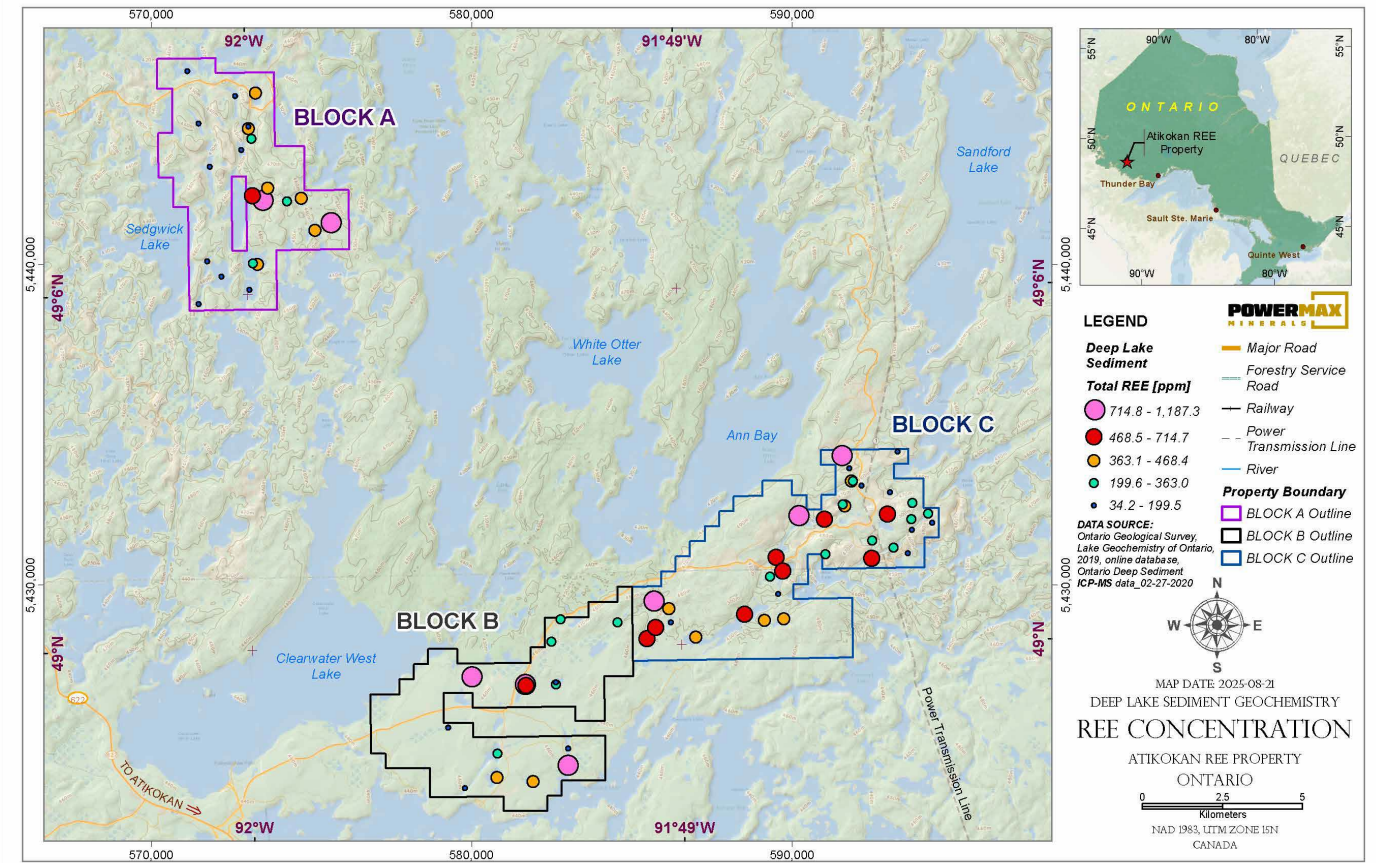 570,000
580,000
590,000
92°W
91°49'W
BLOCK A
Sandford
Lake
Sedgwick
Lake
5,440,000
49°6'N
5,440,000
49°6'N
White Otter
Lake
Ann Bay
BLOCK C
5,430,000
49°N
5,430,000
49°N
BLOCK B
Clearwater West
Lake
622
TO ATIKOKAN
Power Transmission Line
92°W
91°49'W
570,000
580,000
590,000
90°W
80°W
55°N
55°N
ONTARIO
Atikokan REE
Property
50°N
50°N
QUEBEC
Thunder Bay
Sault Ste. Marie
45°N
45°N
Quinte West
90°W
80°W
POWERMAX
MINERALS
LEGEND
Deep Lake
Sediment
Total REE [ppm]
714.8 - 1,187.3
468.5 - 714.7
363.1 - 468.4
199.6 - 363.0
34.2 - 199.5
DATA SOURCE:
Ontario Geological Survey,
Lake Geochemistry of Ontario,
2019, online database,
Ontario Deep Sediment
ICP-MS data_02-27-2020
Major Road
Forestry Service
Road
Railway
Power
Transmission Line
River
Property Boundary
BLOCK A Outline
BLOCK B Outline
BLOCK C Outline
N
W
E
S
MAP DATE: 2025-08-21
DEEP LAKE SEDIMENT GEOCHEMISTRY
REE CONCENTRATION
ATIKOKAN REE PROPERTY
ONTARIO
0 2.5 5
Kilometers
NAD 1983, UTM ZONE 15N
CANADA